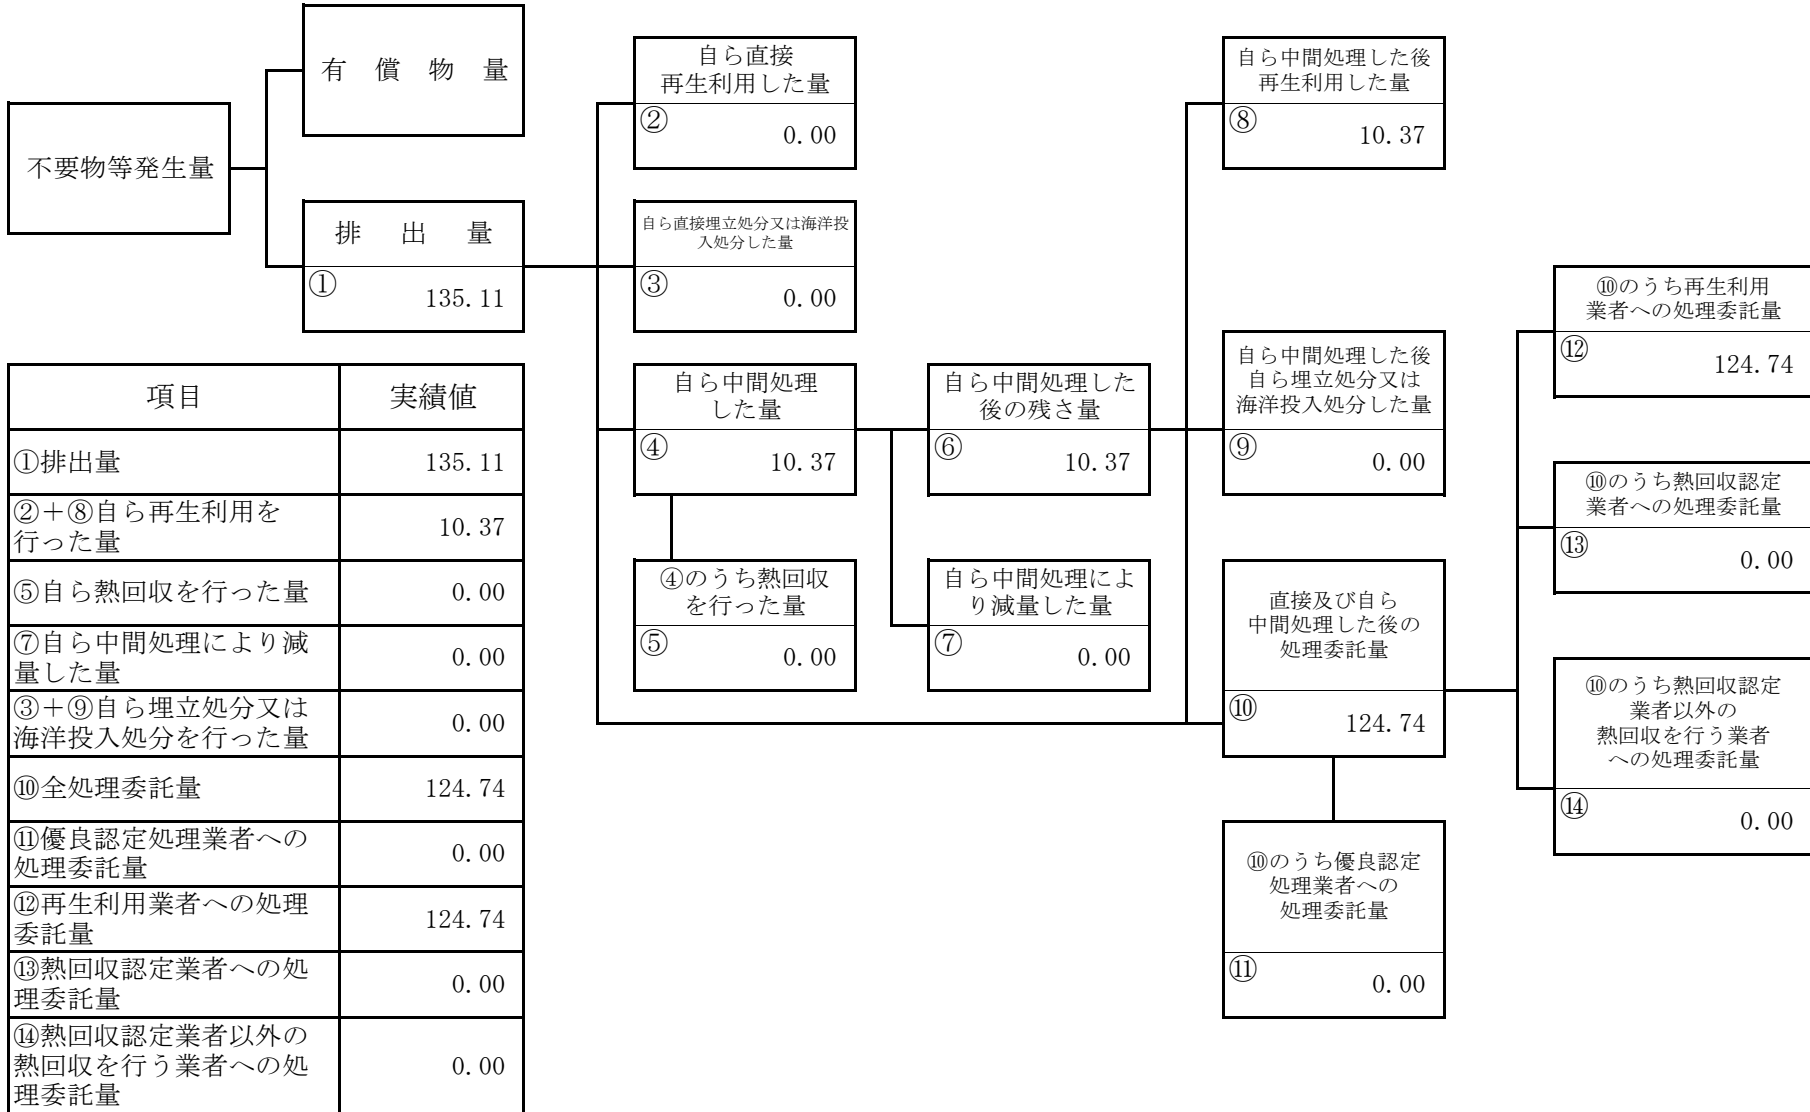 有償物量
不要物等発生量
排出量
①
135.11
自ら直接
再生利用した量
②
0.00
自ら直接埋立処分又は海洋投
入処分した量
③
0.00
自ら中間処理
した量
④
10.37
④のうち熱回収
を行った量
⑤
0.00
自ら中間処理した
後の残さ量
⑥
10.37
自ら中間処理によ
り減量した量
⑦
0.00
自ら中間処理した後
再生利用した量
⑧
10.37
自ら中間処理した後
自ら埋立処分又は
海洋投入処分した量
⑨
0.00
直接及び自ら
中間処理した後の
処理委託量
⑩
124.74
⑩のうち優良認定
処理業者への
処理委託量
⑪
0.00
⑩のうち再生利用
業者への処理委託量
⑫
124.74
⑩のうち熱回収認定
業者への処理委託量
⑬
0.00
⑩のうち熱回収認定
業者以外の
熱回収を行う業者
への処理委託量
⑭
0.00
項目 実績値
①排出量 135.11
②+⑧自ら再生利用を
行った量 10.37
⑤自ら熱回収を行った量 0.00
⑦自ら中間処理により減
量した量 0.00
③+⑨自ら埋立処分又は
海洋投入処分を行った量 0.00
⑩全処理委託量 124.74
⑪優良認定処理業者への
処理委託量 0.00
⑫再生利用業者への処理
委託量 124.74
⑬熱回収認定業者への処
理委託量 0.00
⑭熱回収認定業者以外の
熱回収を行う業者への処 0.00
理委託量